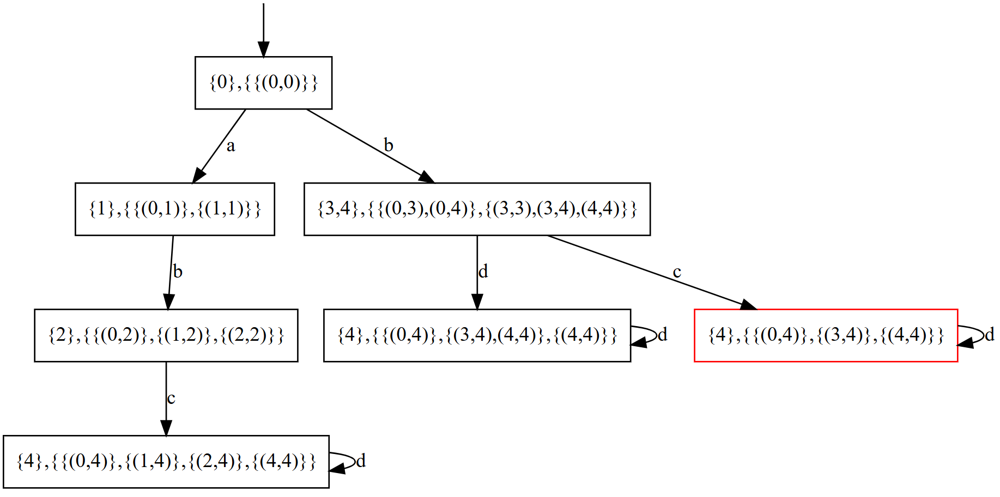 {0},{{(0,0)}}
a
b
{1},{{(0,1)},{(1,1)}}
{3,4},{{(0,3),(0,4)},{(3,3),(3,4),(4,4)}}
b
d
c
{2},{{(0,2)},{(1,2)},{(2,2)}}
{4},{{(0,4)},{(3,4),(4,4)},{(4,4)}}
d
{4},{{(0,4)},{(3,4)},{(4,4)}}
d
c
{4},{{(0,4)},{(1,4)},{(2,4)},{(4,4)}}
d